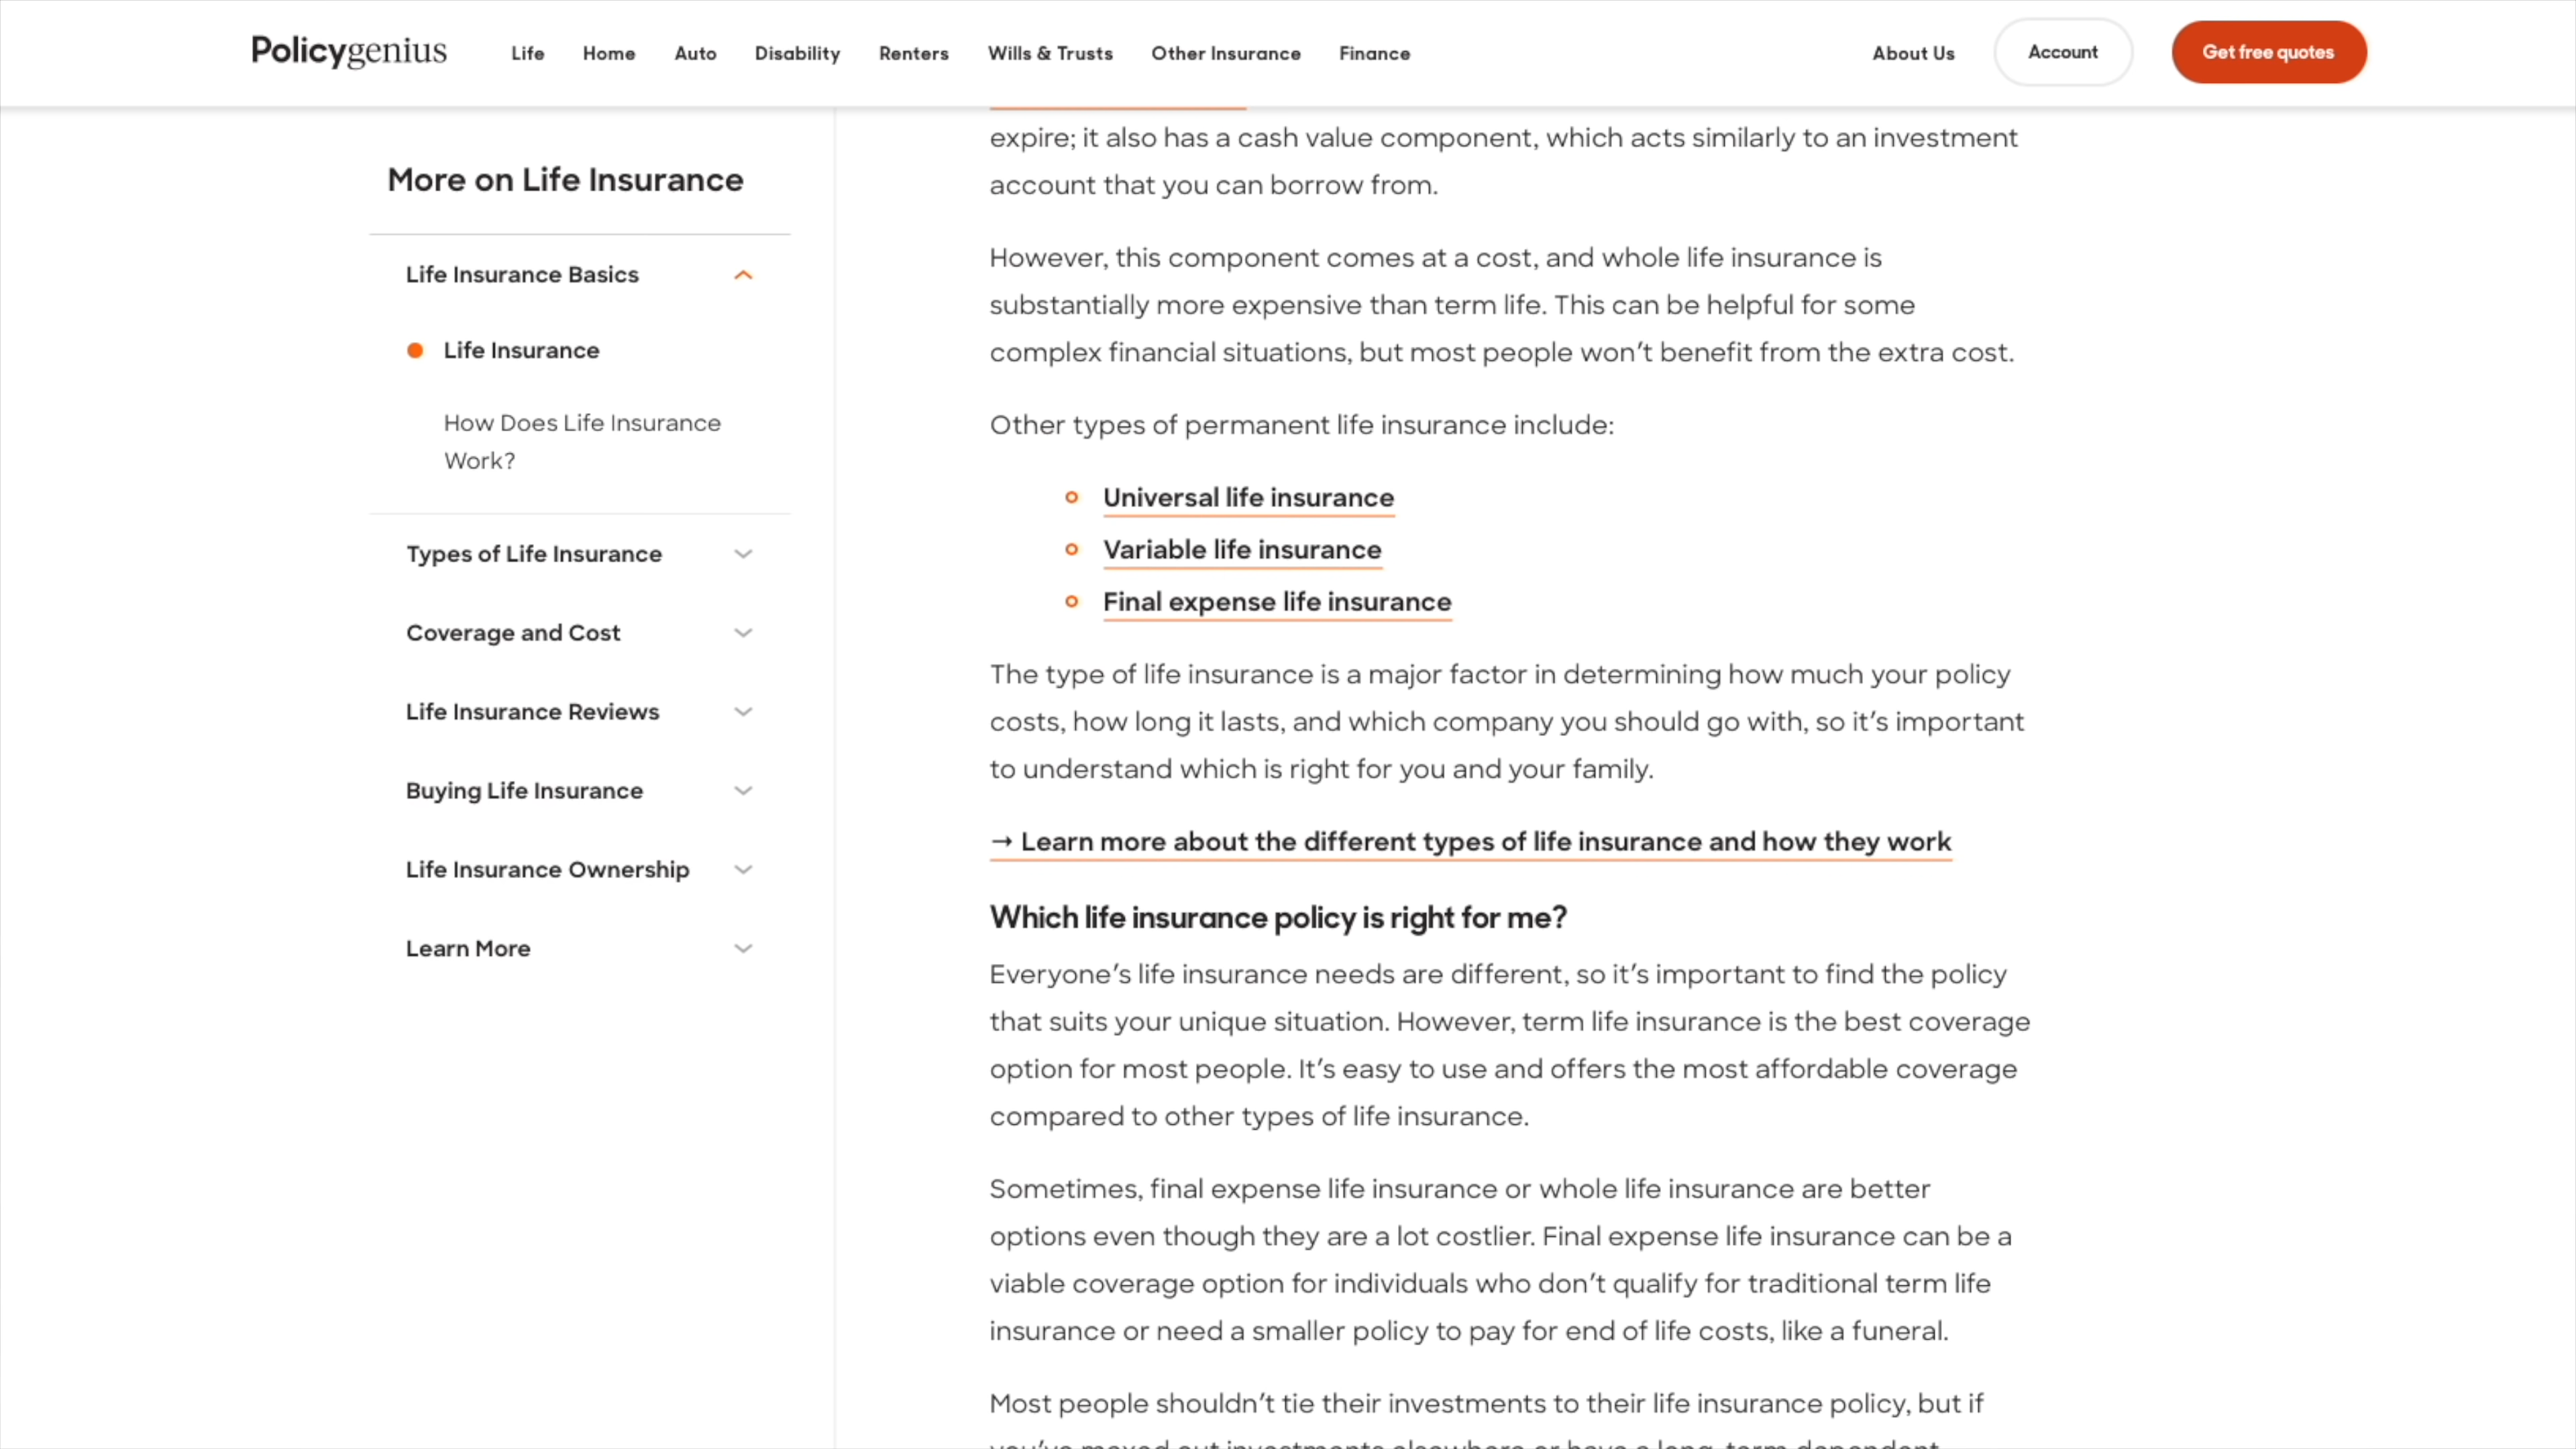 Policygenius
Life
Home
Auto
Disability
Renters
Wills & Trusts
Other Insurance
Finance
About Us
Account
Get free quotes
More on Life Insurance
Life Insurance Basics
Life Insurance
How Does Life Insurance
Work?
Types of Life Insurance
Coverage and Cost
Life Insurance Reviews
Buying Life Insurance
Life Insurance Ownership
Learn More
expire; it also has a cash value component, which acts similarly to an investment
account that you can borrow from.
However, this component comes at a cost, and whole life insurance is
substantially more expensive than term life. This can be helpful for some
complex financial situations, but most people won’t benefit from the extra cost.
Other types of permanent life insurance include:
Universal life insurance
Variable life insurance
Final expense life insurance
The type of life insurance is a major factor in determining how much your policy
costs, how long it lasts, and which company you should go with, so it’s important
to understand which is right for you and your family.
→ Learn more about the different types of life insurance and how they work
Which life insurance policy is right for me?
Everyone’s life insurance needs are different, so it’s important to find the policy
that suits your unique situation. However, term life insurance is the best coverage
option for most people. It’s easy to use and offers the most affordable coverage
compared to other types of life insurance.
Sometimes, final expense life insurance or whole life insurance are better
options even though they are a lot costlier. Final expense life insurance can be a
viable coverage option for individuals who don’t qualify for traditional term life
insurance or need a smaller policy to pay for end of life costs, like a funeral.
Most people shouldn’t tie their investments to their life insurance policy, but if
you’ve maxed out investments elsewhere or have a long-term dependent